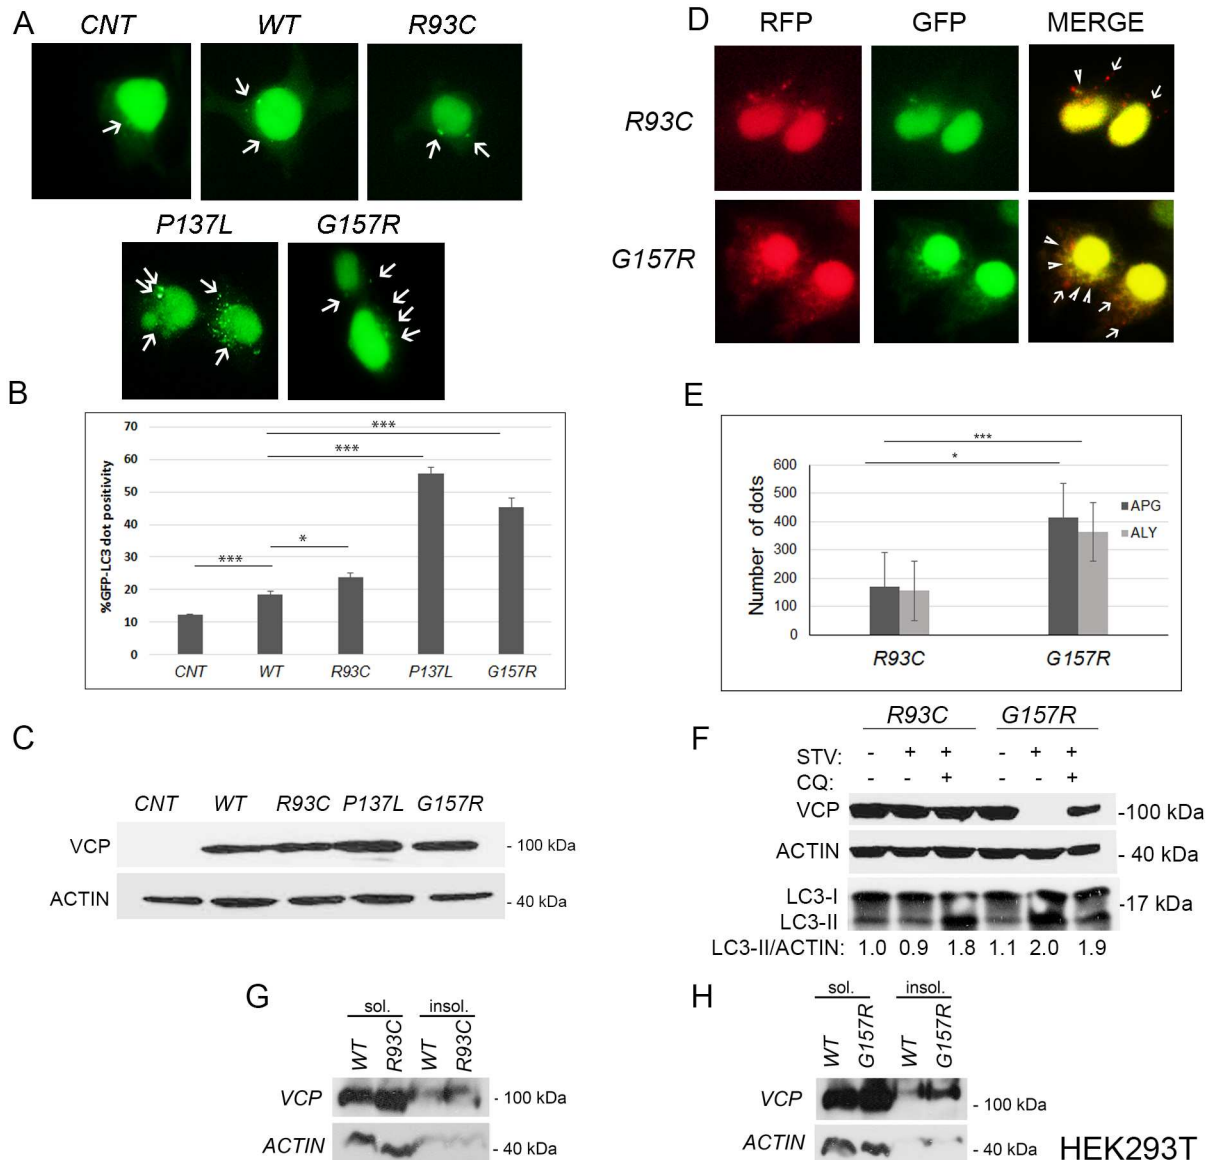 A
CNT WT R93C
P137L G157R
B
%GFP-LC3 dot positivity
70
60
50
40
30
20
10
0
***
***
***
*
CNT WT R93C P137L G157R
C
CNT WT R93C P137L G157R
VCP - 100 kDa
ACTIN - 40 kDa
D
RFP GFP MERGE
R93C
G157R
E
Number of dots
600
500
400
300
200
100
0
***
*
APG
ALY
R93C G157R
F
R93C G157R
STV: - + + - + +
CQ: - - + - - +
VCP -100 kDa
ACTIN - 40 kDa
LC3-I -17 kDa
LC3-II
LC3-II/ACTIN: 1.0 0.9 1.8 1.1 2.0 1.9
G
sol. insol.
WT R93C WT R93C
VCP - 100 kDa
ACTIN - 40 kDa
H
sol. insol.
WT G157R WT G157R
VCP - 100 kDa
ACTIN - 40 kDa
HEK293T